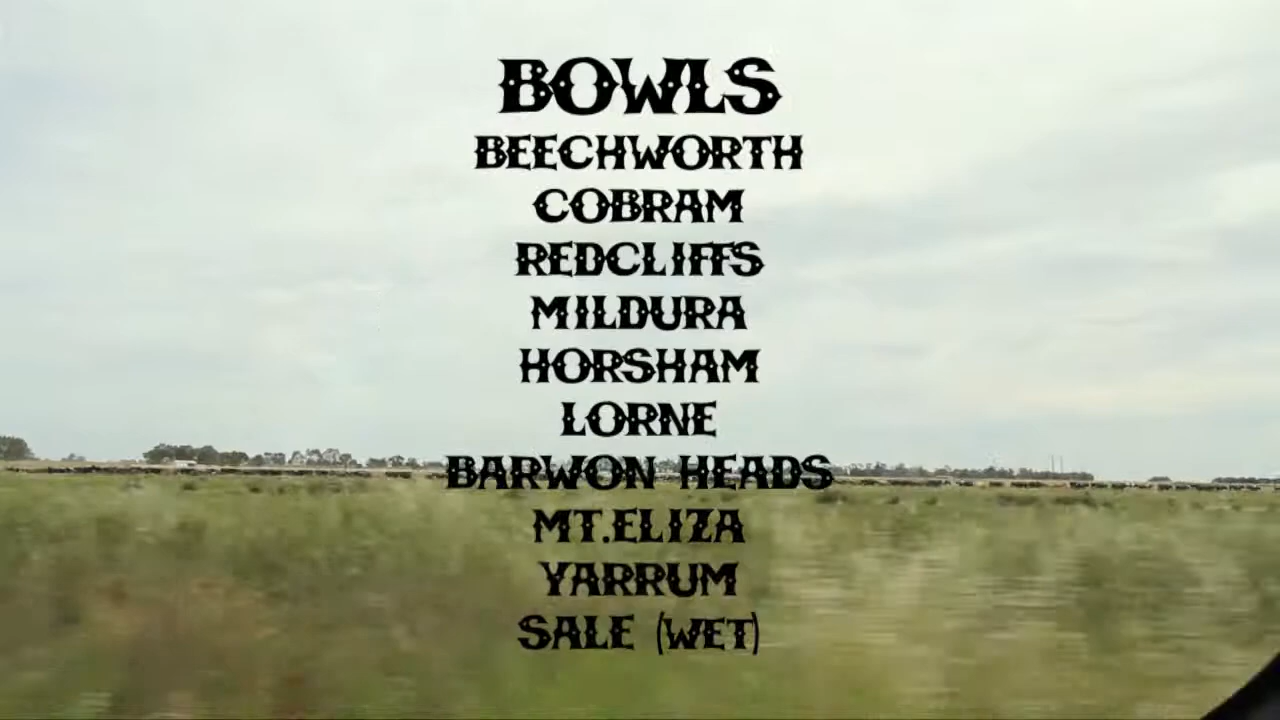 BOWLS
BEECHWORTH
COBRAM
REDCLIFFS
MILDURA
HORSHAM
LORNE
BARWON HEADS
MT.ELIZA
YARRUM
SALE (WET)